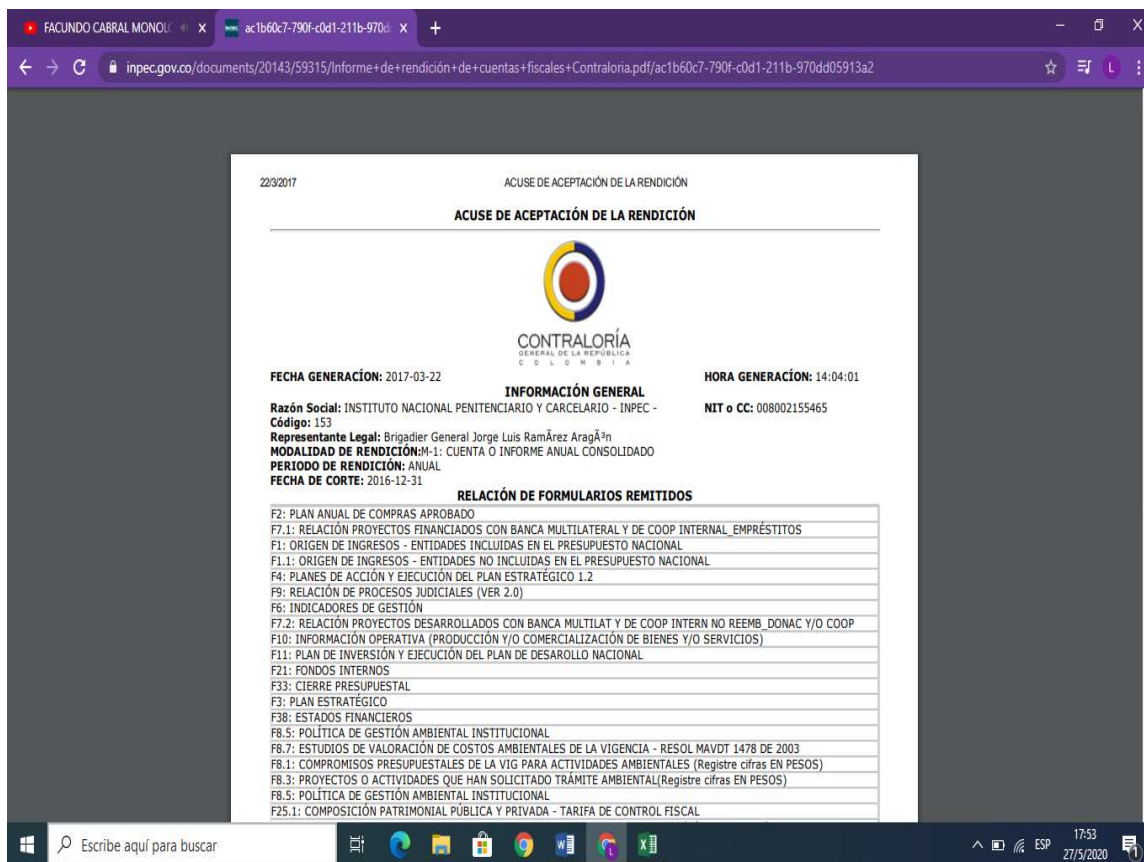 FACUNDO CABRAL MONOLO
ac1b60c7-790f-c0d1-211b-970d
inpec.gov.co/documents/20143/59315/Informe+de+rendición+de+cuentas+fiscales+Contraloria.pdf/ac1b60c7-790f-c0d1-211b-970dd05913a2
L
22/3/2017 ACUSE DE ACEPTACIÓN DE LA RENDICIÓN
ACUSE DE ACEPTACIÓN DE LA RENDICIÓN
CONTRALORÍA
GENERAL DE LA REPÚBLICA
COLOMBIA
FECHA GENERACÍON: 2017-03-22 HORA GENERACÍON: 14:04:01
INFORMACIÓN GENERAL
Razón Social: INSTITUTO NACIONAL PENITENCIARIO Y CARCELARIO - INPEC - NIT o CC: 008002155465
Código: 153
Representante Legal: Brigadier General Jorge Luis RamÃrez AragÃ³n
MODALIDAD DE RENDICIÓN:M-1: CUENTA O INFORME ANUAL CONSOLIDADO
PERIODO DE RENDICIÓN: ANUAL
FECHA DE CORTE: 2016-12-31
RELACIÓN DE FORMULARIOS REMITIDOS
F2: PLAN ANUAL DE COMPRAS APROBADO
F7.1: RELACIÓN PROYECTOS FINANCIADOS CON BANCA MULTILATERAL Y DE COOP INTERNAL_EMPRÉSTITOS
F1: ORIGEN DE INGRESOS - ENTIDADES INCLUIDAS EN EL PRESUPUESTO NACIONAL
F1.1: ORIGEN DE INGRESOS - ENTIDADES NO INCLUIDAS EN EL PRESUPUESTO NACIONAL
F4: PLANES DE ACCIÓN Y EJECUCIÓN DEL PLAN ESTRATÉGICO 1.2
F9: RELACIÓN DE PROCESOS JUDICIALES (VER 2.0)
F6: INDICADORES DE GESTIÓN
F7.2: RELACIÓN PROYECTOS DESARROLLADOS CON BANCA MULTILAT Y DE COOP INTERN NO REEMB_DONAC Y/O COOP
F10: INFORMACIÓN OPERATIVA (PRODUCCIÓN Y/O COMERCIALIZACIÓN DE BIENES Y/O SERVICIOS)
F11: PLAN DE INVERSIÓN Y EJECUCIÓN DEL PLAN DE DESAROLLO NACIONAL
F21: FONDOS INTERNOS
F33: CIERRE PRESUPUESTAL
F3: PLAN ESTRATÉGICO
F38: ESTADOS FINANCIEROS
F8.5: POLÍTICA DE GESTIÓN AMBIENTAL INSTITUCIONAL
F8.7: ESTUDIOS DE VALORACIÓN DE COSTOS AMBIENTALES DE LA VIGENCIA - RESOL MAVDT 1478 DE 2003
F8.1: COMPROMISOS PRESUPUESTALES DE LA VIG PARA ACTIVIDADES AMBIENTALES (Registre cifras EN PESOS)
F8.3: PROYECTOS O ACTIVIDADES QUE HAN SOLICITADO TRÁMITE AMBIENTAL(Registre cifras EN PESOS)
F8.5: POLÍTICA DE GESTIÓN AMBIENTAL INSTITUCIONAL
F25.1: COMPOSICIÓN PATRIMONIAL PÚBLICA Y PRIVADA - TARIFA DE CONTROL FISCAL
Escribe aquí para buscar
ESP
17:53
27/5/2020